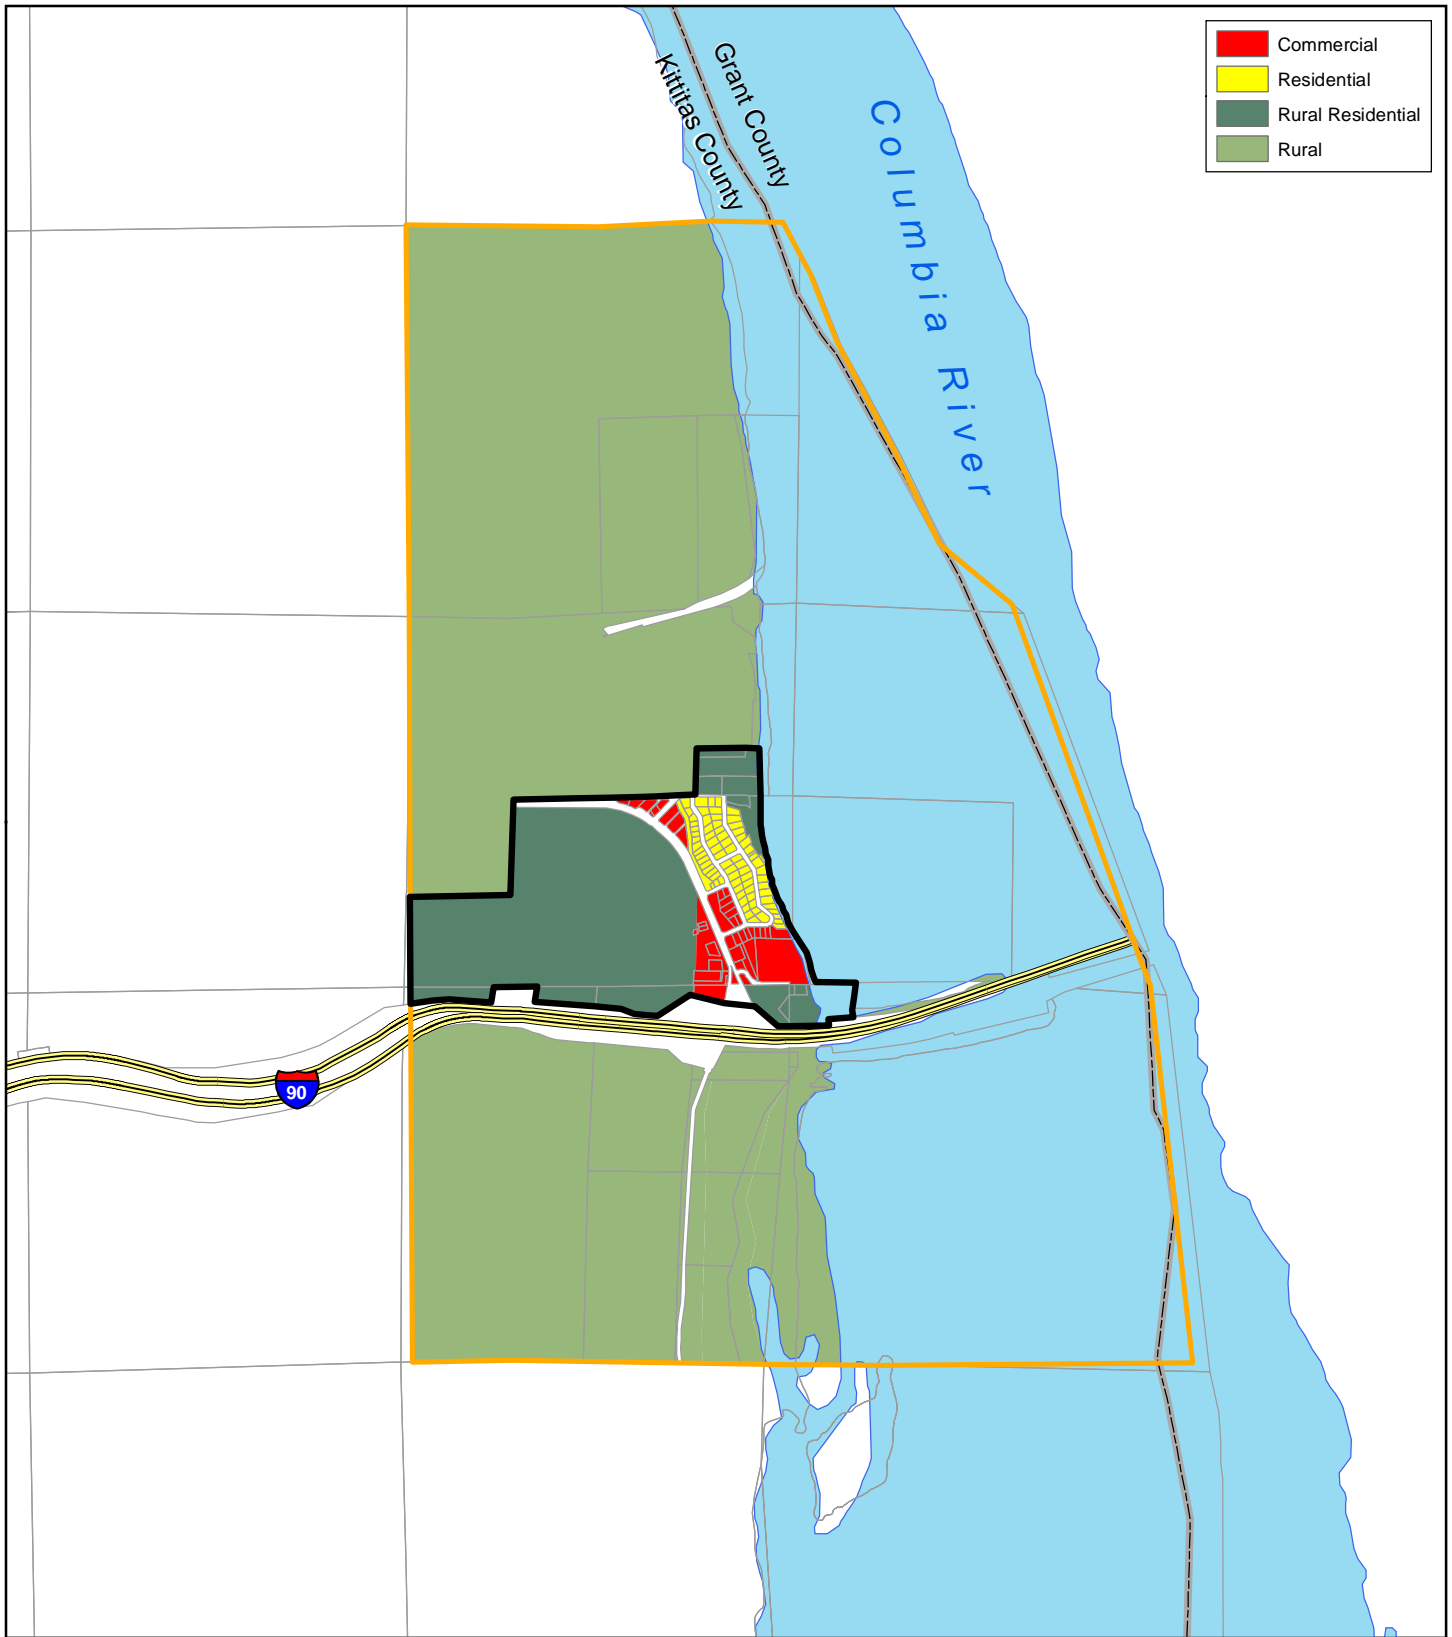 Commercial
Residential
Rural Residential
Rural
Grant County
Kittitas County
Columbia River
90